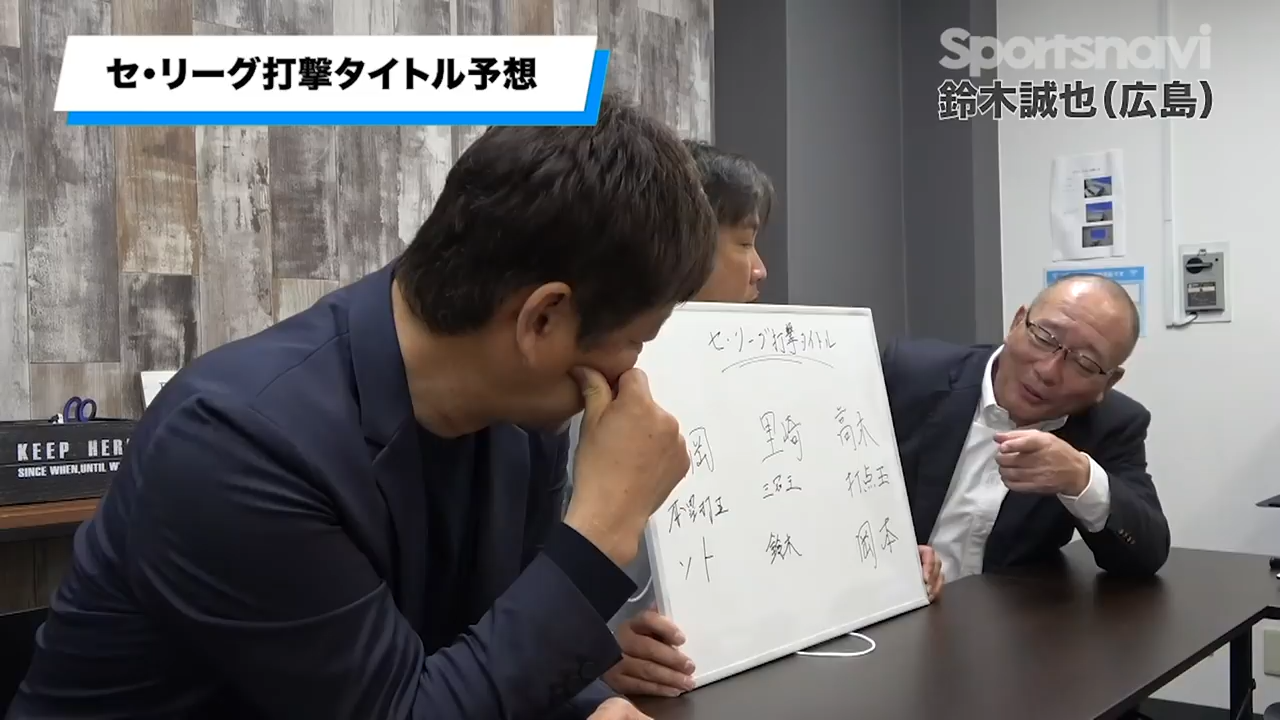 セ・リーグ打撃タイトル予想
Sportsnavi
鈴木誠也(広島)
セ・リーグ打撃タイトル
岡 里崎 高木
本塁打王 三冠王 打点王
ソト 鈴木 岡本
KEEP HER
SINCE WHEN,UNTIL W